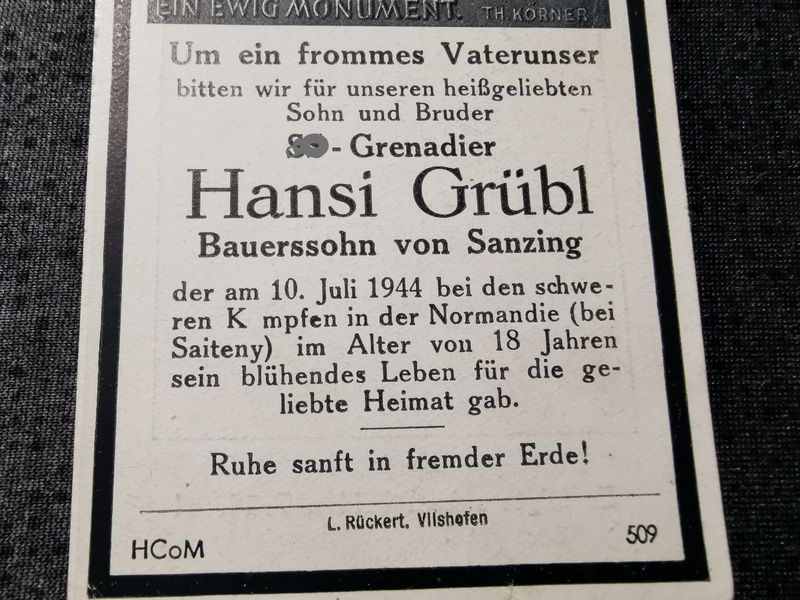 EIN EWIG MONUMENT. TH. KÖRNER
Um ein frommes Vaterunser
bitten wir für unseren heißgeliebten
Sohn und Bruder
- Grenadier
Hansi Grübl
Bauerssohn von Sanzing
der am 10. Juli 1944 bei den schwe-
ren K mpfen in der Normandie (bei
Saiteny) im Alter von 18 Jahren
sein blühendes Leben für die ge-
liebte Heimat gab.
Ruhe sanft in fremder Erde!
L. Rückert, Vilshofen
HCoM
509